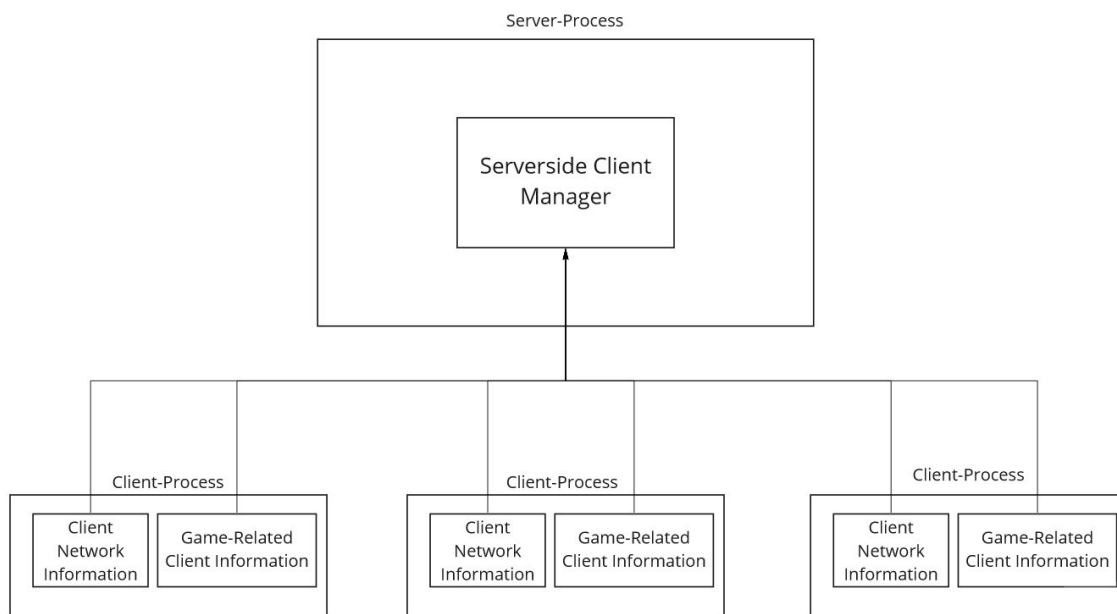 Server-Process
Serverside Client
Manager
Client-Process
Client
Network
Information
Game-Related
Client Information
Client-Process
Client
Network
Information
Game-Related
Client Information
Client-Process
Client
Network
Information
Game-Related
Client Information